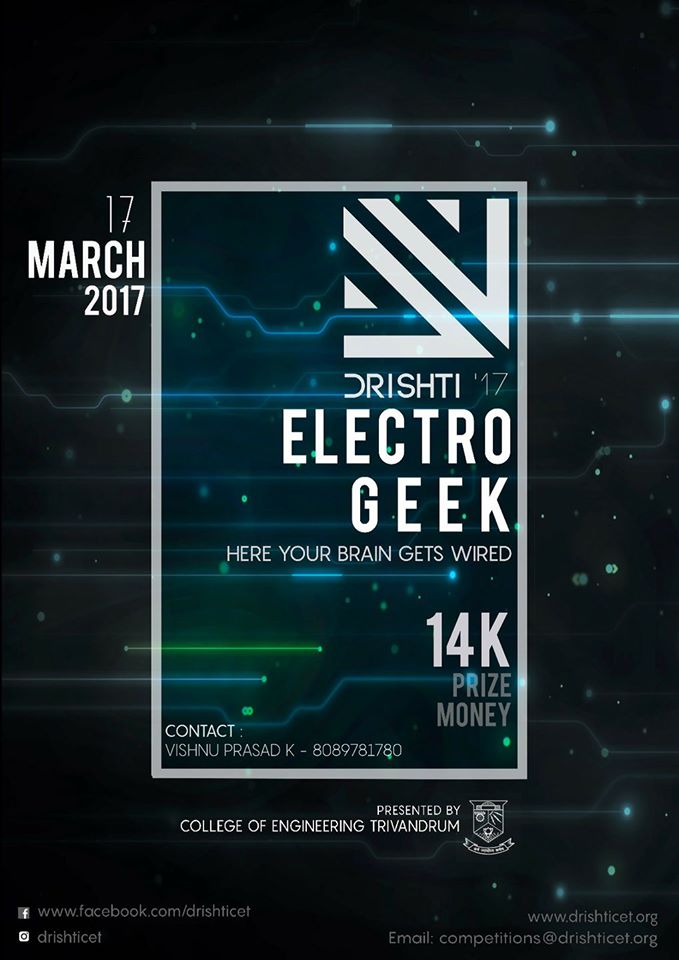 17
MARCH
2017
DRISHTI '17
ELECTRO
GEEK
HERE YOUR BRAIN GETS WIRED
14K
PRIZE
MONEY
CONTACT :
VISHNU PRASAD K - 8089781780
PRESENTED BY
COLLEGE OF ENGINEERING TRIVANDRUM
www.facebook.com/drishticet
drishticet
www.drishticet.org
Email: competitions@drishticet.org